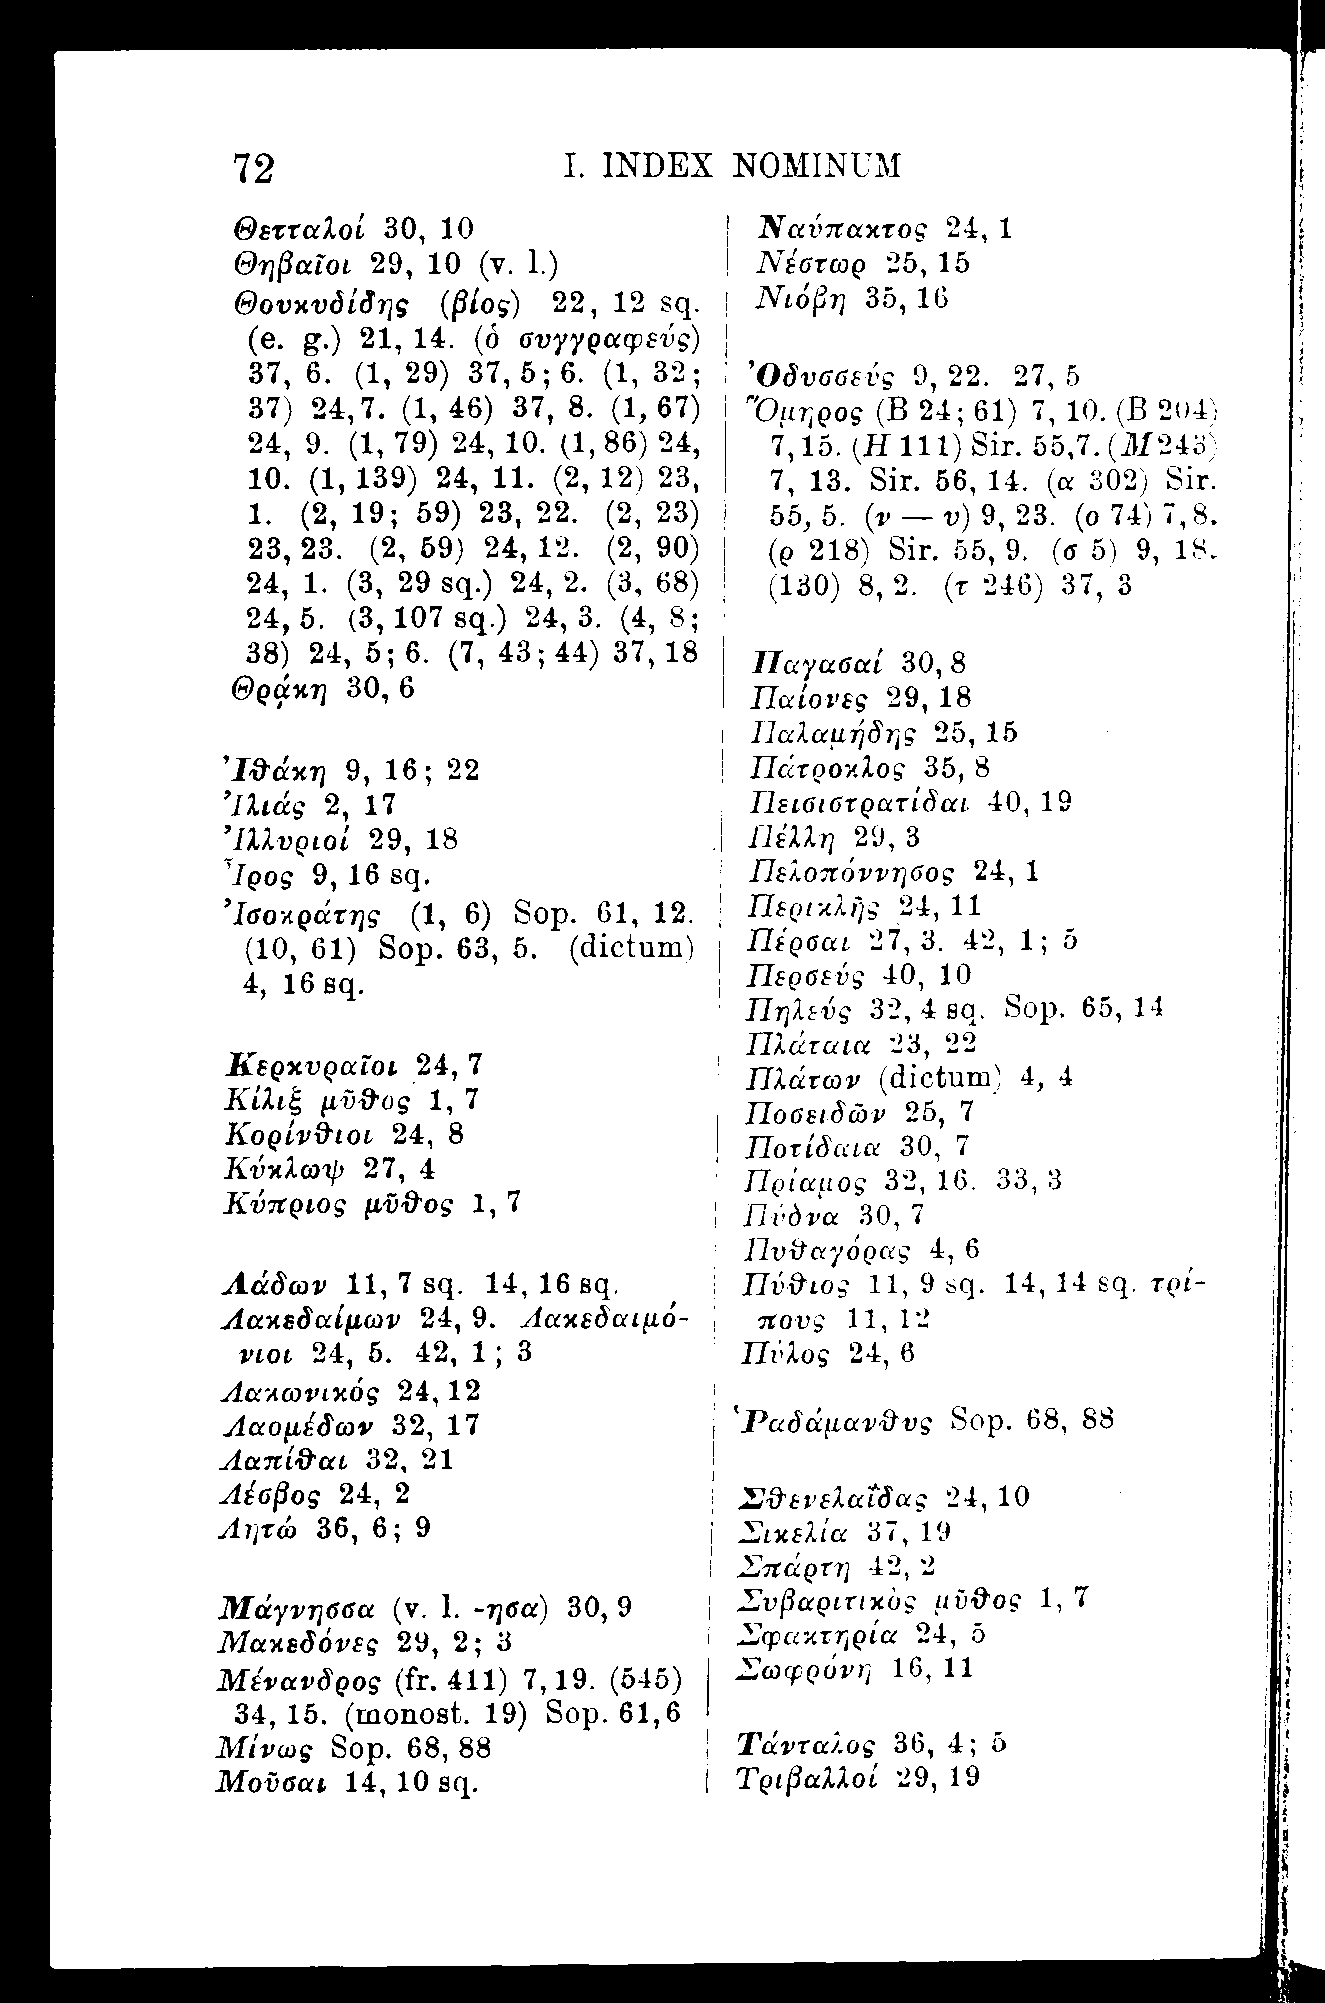 72 I. INDEX NOMINUM
Θετταλοί 30, 10
Θηβαῖοι 29, 10 (v. l.)
Θουκυδίδης (βίος) 22, 12 sq.
(e. g.) 21, 14. (ὁ συγγραφεύς)
37, 6. (1, 29) 37, 5; 6. (1, 32;
37) 24,7. (1, 46) 37, 8. (1, 67)
24, 9. (1, 79) 24, 10. (1, 86) 24,
10. (1, 139) 24, 11. (2, 12) 23,
1. (2, 19; 59) 23, 22. (2, 23)
23, 23. (2, 59) 24, 12. (2, 90)
24, 1. (3, 29 sq.) 24, 2. (3, 68)
24, 5. (3, 107 sq.) 24, 3. (4, 8;
38) 24, 5; 6. (7, 43; 44) 37, 18
Θρᾴκη 30, 6
Ἰθάκη 9, 16; 22
Ἰλιάς 2, 17
Ἰλλυριοί 29, 18
Ἶρος 9, 16 sq.
Ἰσοκράτης (1, 6) Sop. 61, 12.
(10, 61) Sop. 63, 5. (dictum)
4, 16 sq.
Κερκυραῖοι 24, 7
Κίλιξ μῦθος 1, 7
Κορίνθιοι 24, 8
Κύκλωψ 27, 4
Κύπριος μῦθος 1, 7
Λάδων 11, 7 sq. 14, 16 sq.
Λακεδαίμων 24, 9. Λακεδαιμό-
νιοι 24, 5. 42, 1; 3
Λακωνικός 24, 12
Λαομέδων 32, 17
Λαπίθαι 32, 21
Λέσβος 24, 2
Λητώ 36, 6; 9
Μάγνησσα (v. l. -ησα) 30, 9
Μακεδόνες 29, 2; 3
Μένανδρος (fr. 411) 7, 19. (545)
34, 15. (monost. 19) Sop. 61, 6
Μίνως Sop. 68, 88
Μοῦσαι 14, 10 sq.
Ναύπακτος 24, 1
Νέστωρ 25, 15
Νιόβη 35, 16
Ὀδυσσεύς 9, 22. 27, 5
Ὅμηρος (B 24; 61) 7, 10. (B 204)
7, 15. (H 111) Sir. 55,7. (M 243)
7, 13. Sir. 56, 14. (α 302) Sir.
55, 5. (ν — υ) 9, 23. (ο 74) 7, 8.
(ρ 218) Sir. 55, 9. (σ 5) 9, 18.
(130) 8, 2. (τ 246) 37, 3
Παγασαί 30, 8
Παίονες 29, 18
Παλαμήδης 25, 15
Πάτροκλος 35, 8
Πεισιστρατίδαι 40, 19
Πέλλη 29, 3
Πελοπόννησος 24, 1
Περικλῆς 24, 11
Πέρσαι 27, 3. 42, 1; 5
Περσεύς 40, 10
Πηλεύς 32, 4 sq. Sop. 65, 14
Πλάταια 23, 22
Πλάτων (dictum) 4, 4
Ποσειδῶν 25, 7
Ποτίδαια 30, 7
Πρίαμος 32, 16. 33, 3
Πύδνα 30, 7
Πυθαγόρας 4, 6
Πύθιος 11, 9 sq. 14, 14 sq. τρί-
πους 11, 12
Πύλος 24, 6
Ῥαδάμανθυς Sop. 68, 88
Σθενελαΐδας 24, 10
Σικελία 37, 19
Σπάρτη 42, 2
Συβαριτικὸς μῦθος 1, 7
Σφακτηρία 24, 5
Σωφρόνη 16, 11
Τάνταλος 36, 4; 5
Τριβαλλοί 29, 19